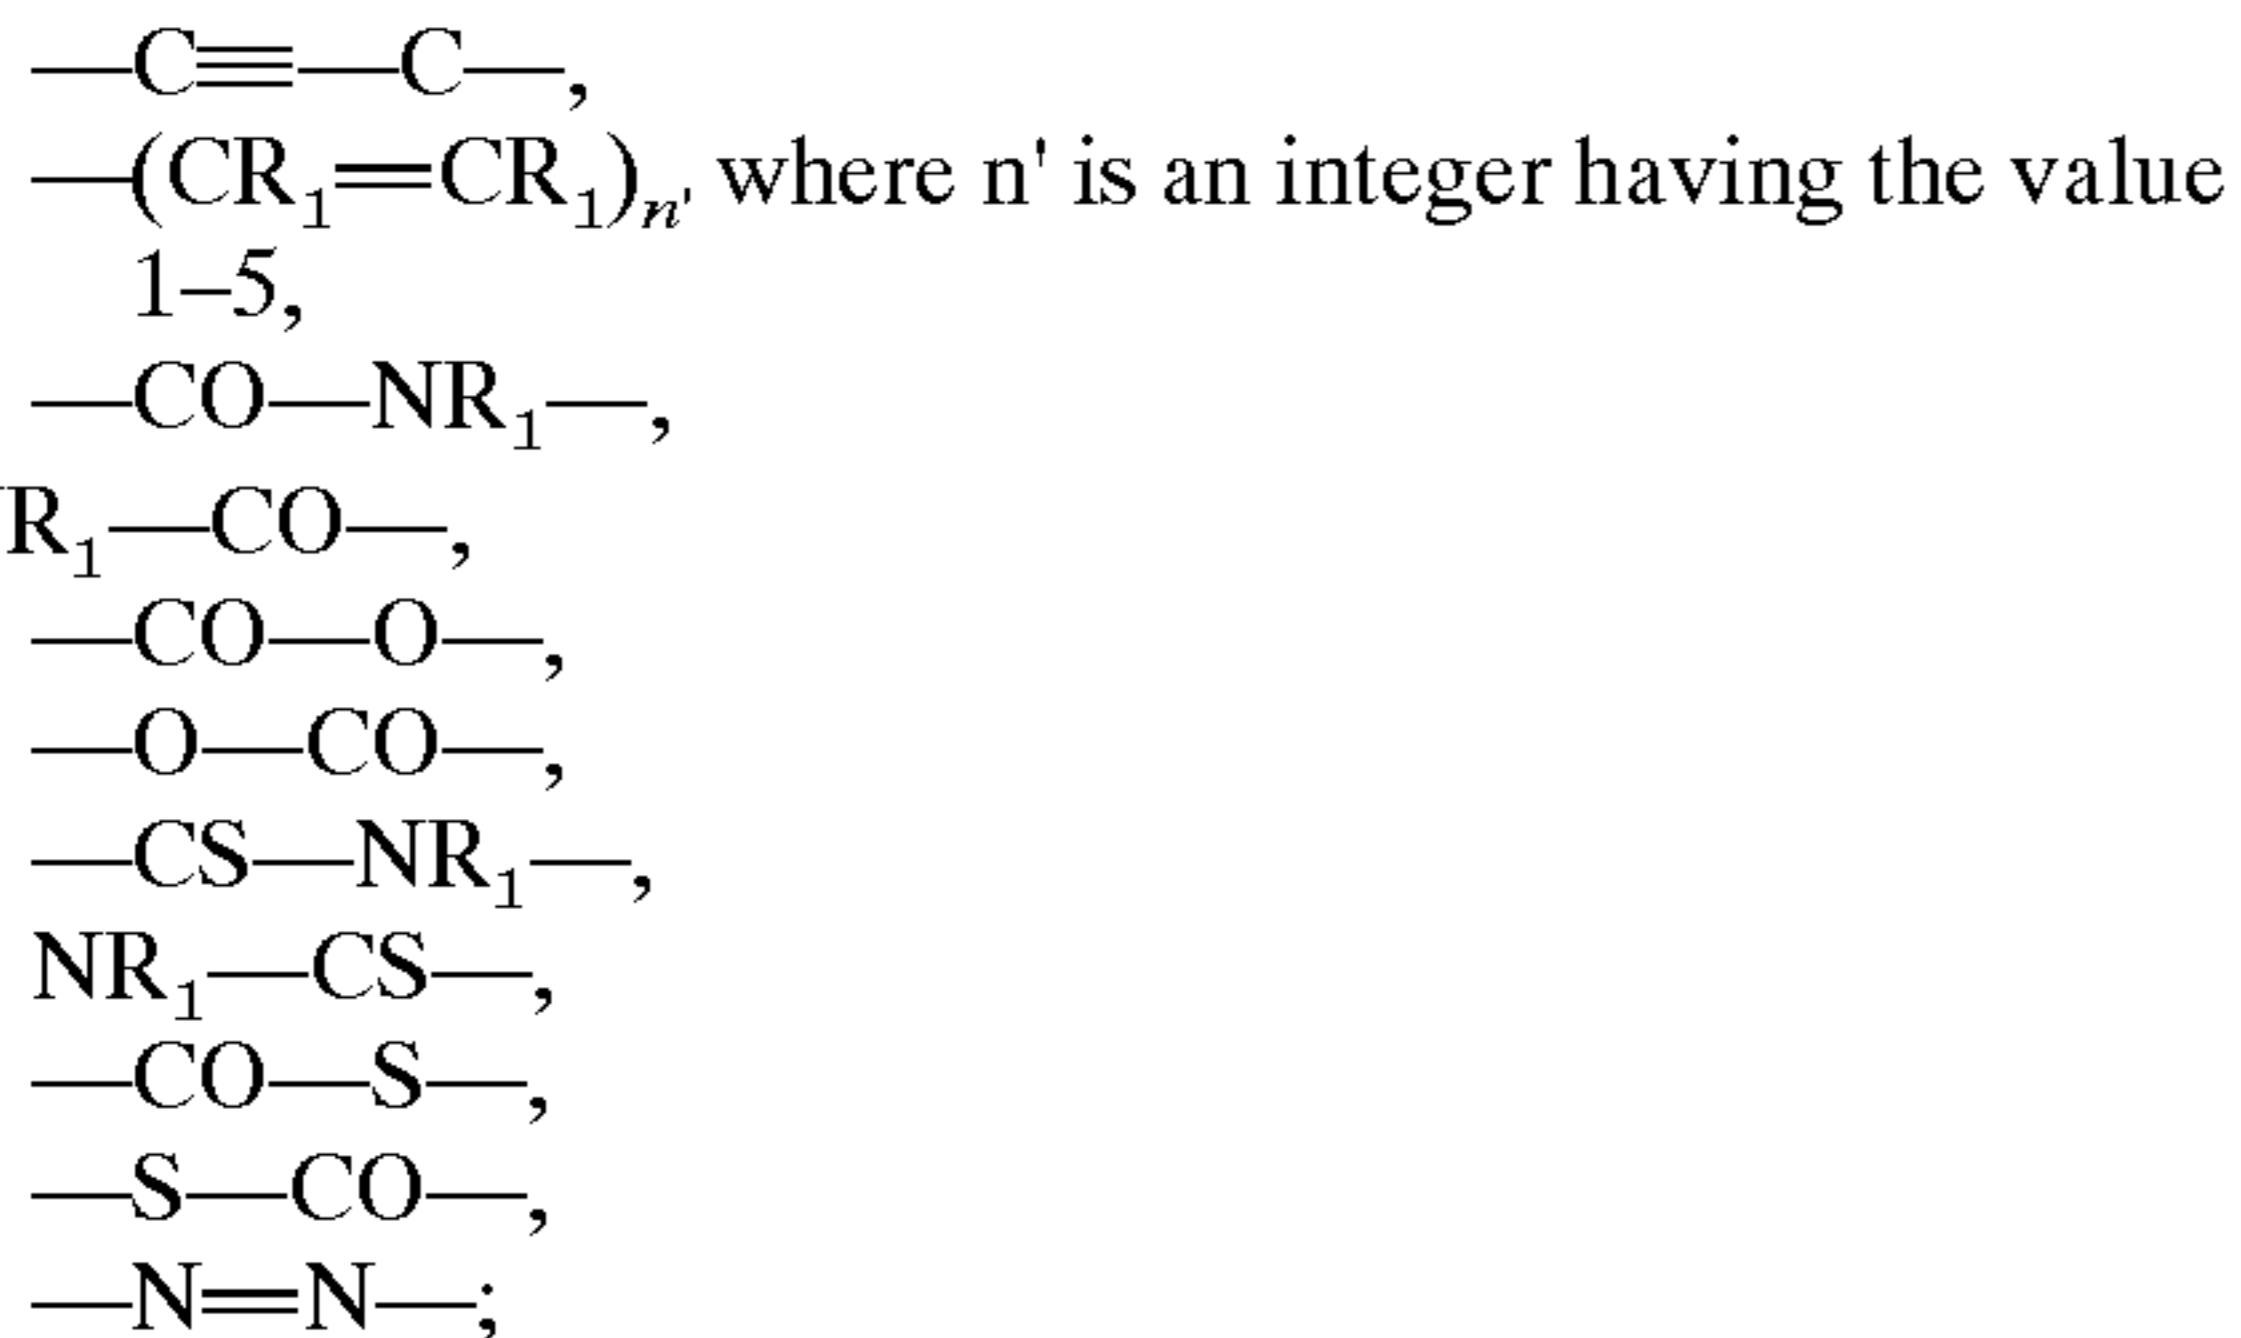 —C≡—C—,
—(CR₁=CR₁)ₙ' where n' is an integer having the value
1–5,
—CO—NR₁—,
R₁—CO—,
—CO—O—,
—O—CO—,
—CS—NR₁—,
NR₁—CS—,
—CO—S—,
—S—CO—,
—N=N—;